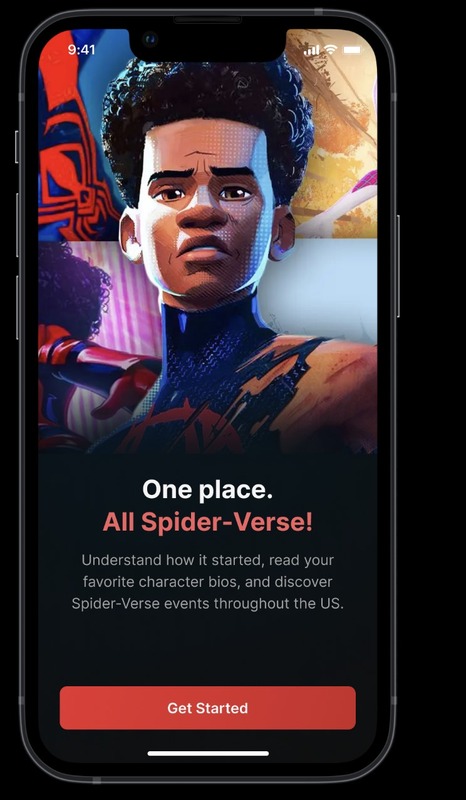 9:41
One place.
All Spider-Verse!
Understand how it started, read your
favorite character bios, and discover
Spider-Verse events throughout the US.
Get Started